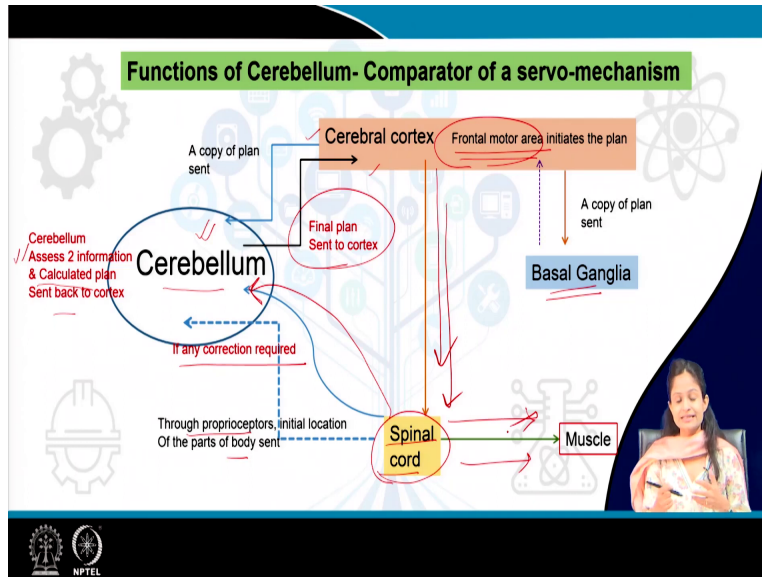 Functions of Cerebellum- Comparator of a servo-mechanism
Cerebral cortex
Frontal motor area initiates the plan
A copy of plan
sent
A copy of plan
sent
Final plan
Sent to cortex
Cerebellum
Assess 2 information
& Calculated plan
Sent back to cortex
Cerebellum
Basal Ganglia
If any correction required
Through proprioceptors, initial location
Of the parts of body sent
Spinal
cord
Muscle
NPTEL